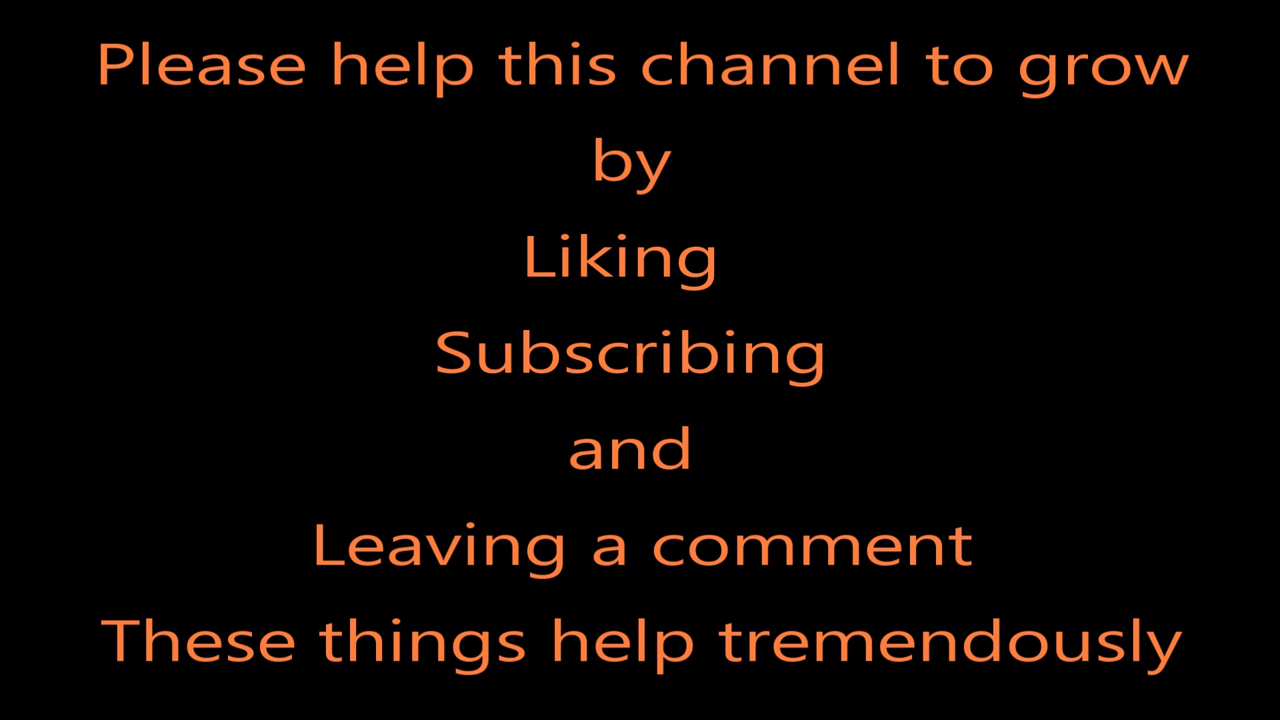 Please help this channel to grow
by
Liking
Subscribing
and
Leaving a comment
These things help tremendously